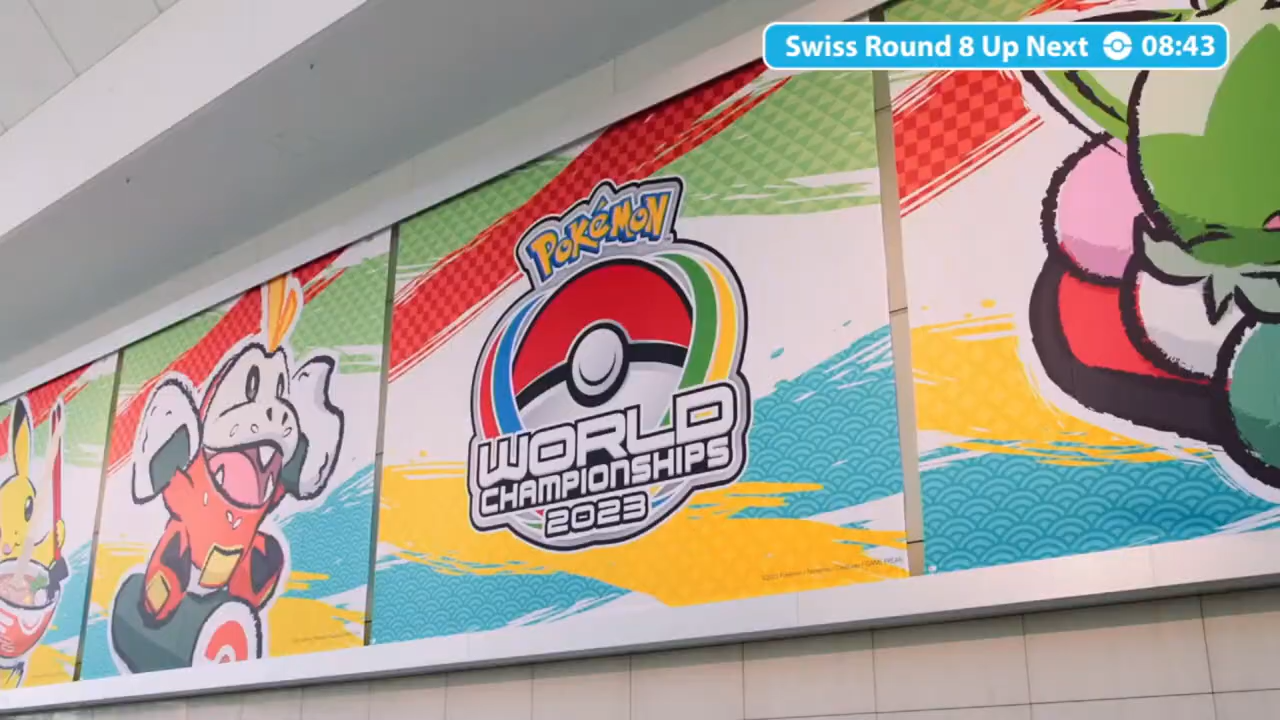 Swiss Round 8 Up Next 08:43
POKéMON
WORLD
CHAMPIONSHIPS
2023